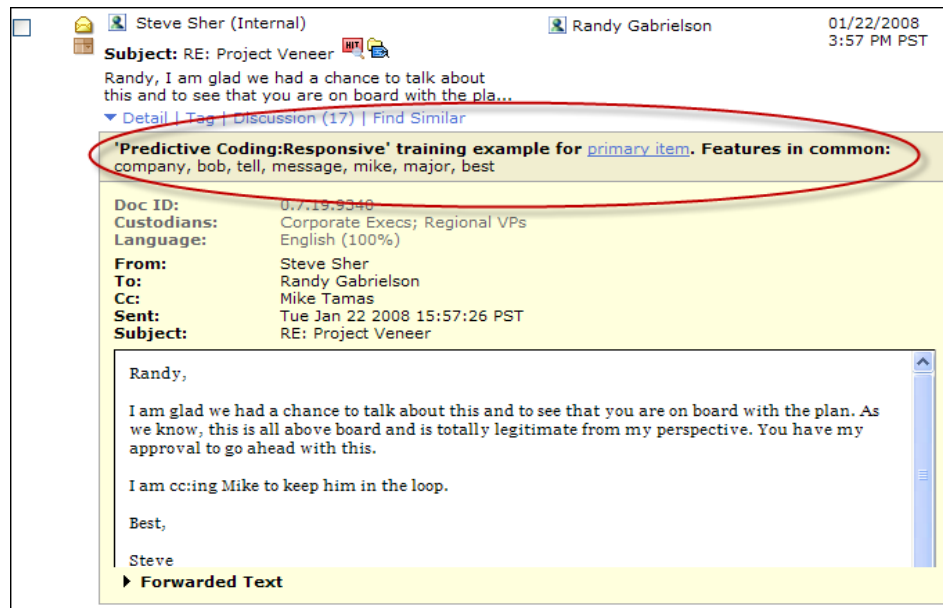 Steve Sher (Internal) Randy Gabrielson 01/22/2008
3:57 PM PST
Subject: RE: Project Veneer HIT
Randy, I am glad we had a chance to talk about
this and to see that you are on board with the pla...
Detail | Tag | Discussion (17) | Find Similar
'Predictive Coding:Responsive' training example for primary item. Features in common:
company, bob, tell, message, mike, major, best
Doc ID: 0.7.19.9340
Custodians: Corporate Execs; Regional VPs
Language: English (100%)
From: Steve Sher
To: Randy Gabrielson
Cc: Mike Tamas
Sent: Tue Jan 22 2008 15:57:26 PST
Subject: RE: Project Veneer
Randy,
I am glad we had a chance to talk about this and to see that you are on board with the plan. As
we know, this is all above board and is totally legitimate from my perspective. You have my
approval to go ahead with this.
I am cc:ing Mike to keep him in the loop.
Best,
Steve
Forwarded Text